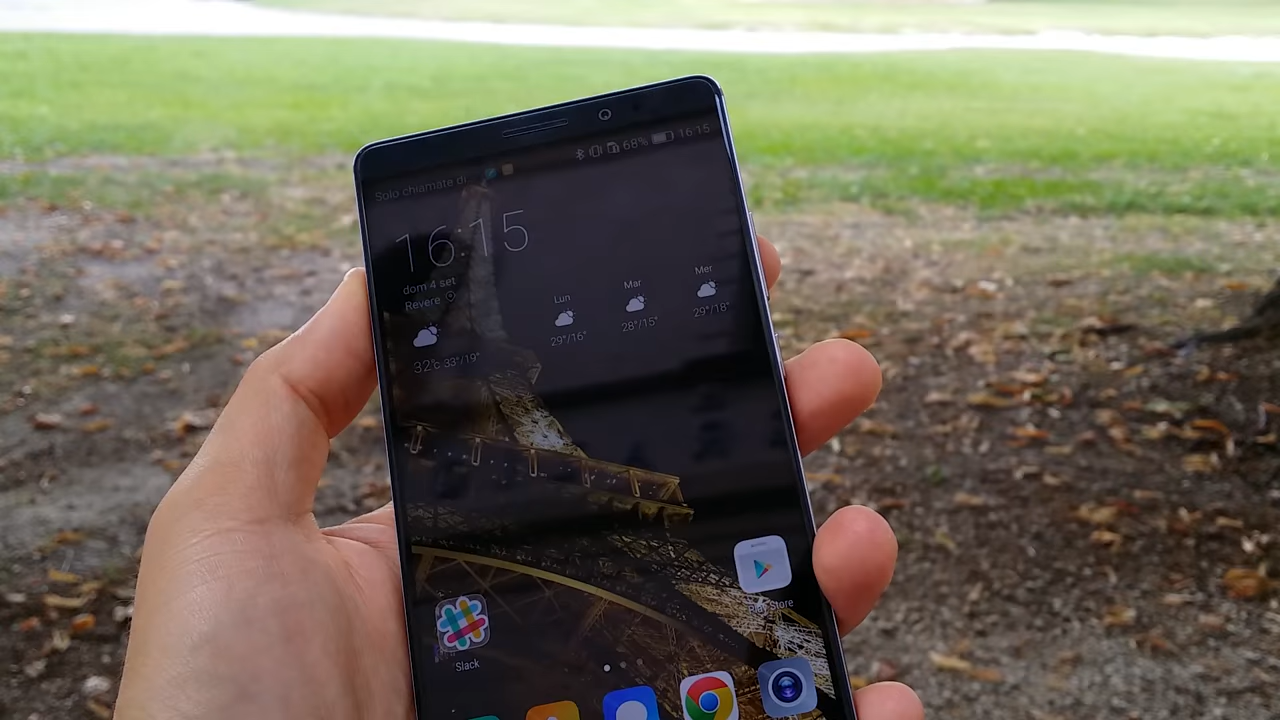 Solo chiamate di
68% 16:15
16:15
dom 4 set
Revere
32°c 33°/19°
Lun
29°/16°
Mar
28°/15°
Mer
29°/18°
Play Store
Slack